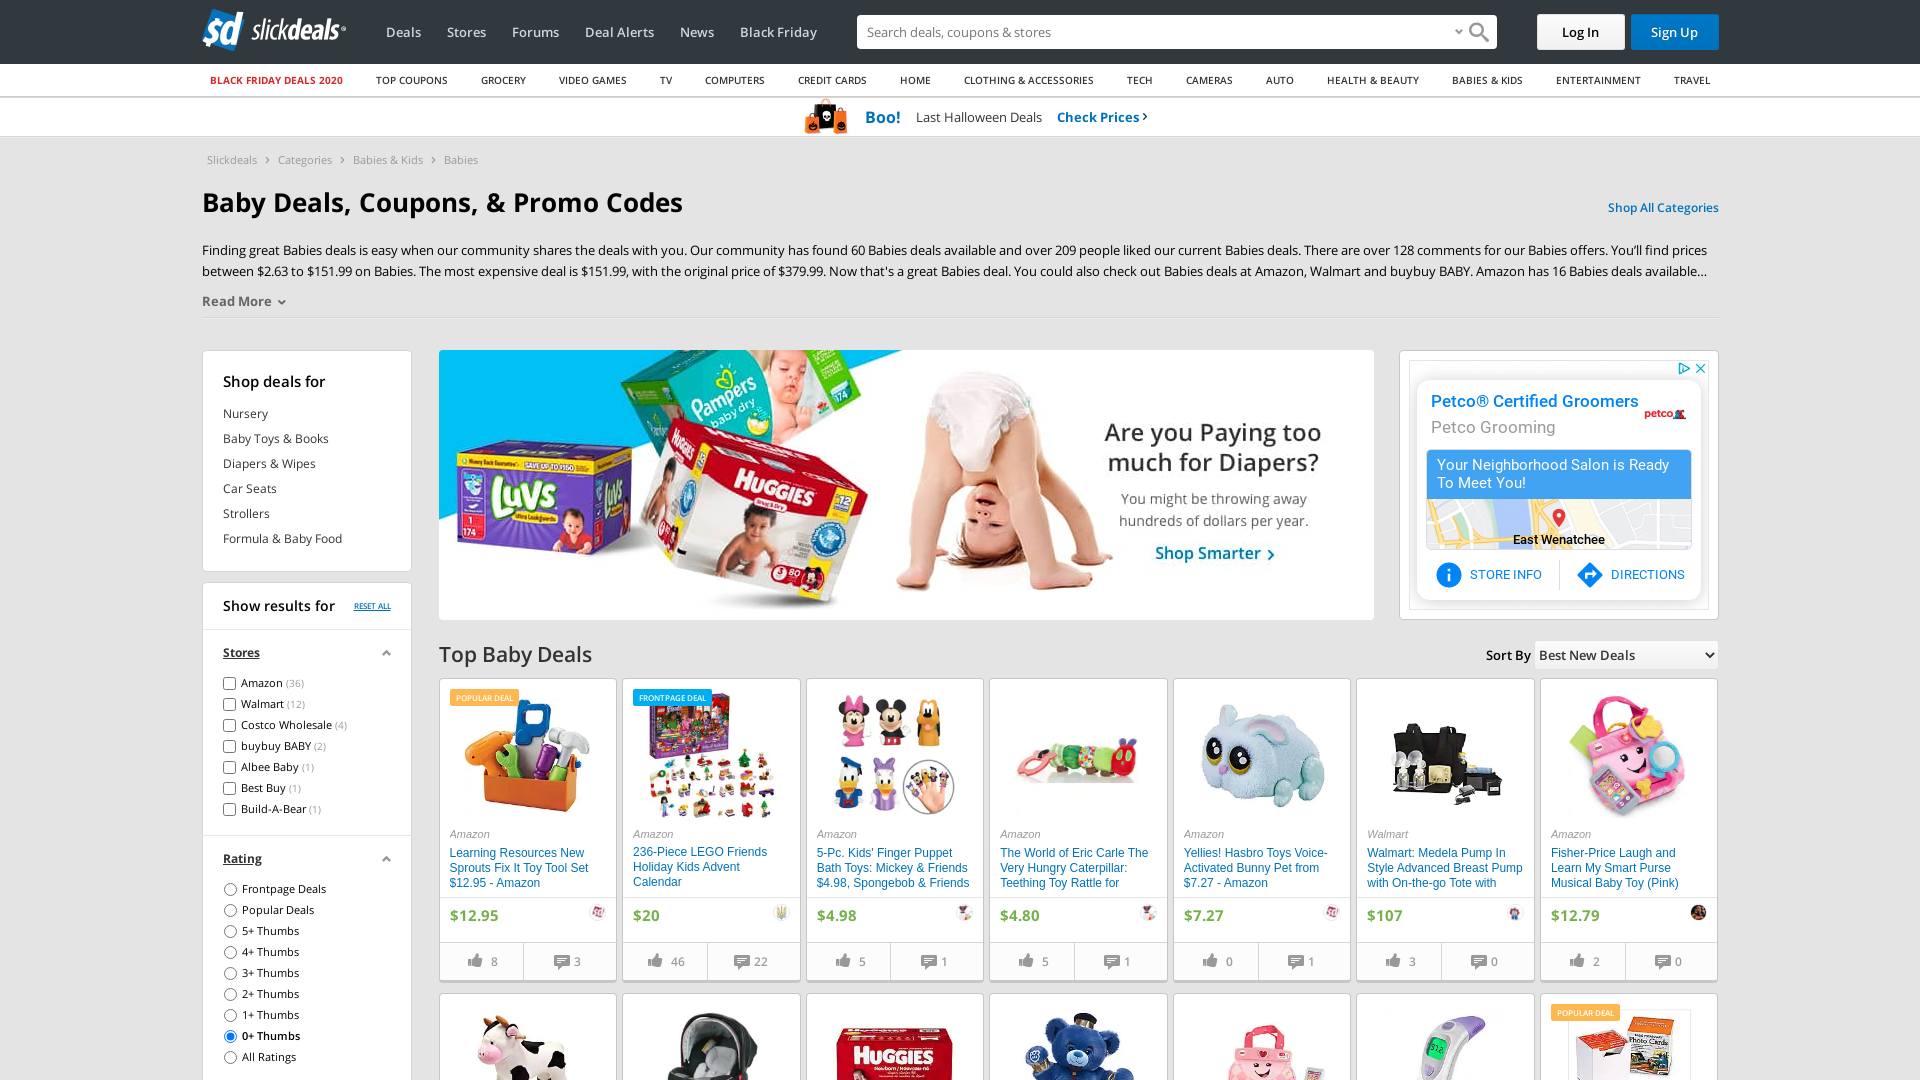 slickdeals
Deals
Stores
Forums
Deal Alerts
News
Black Friday
Search deals, coupons & stores
Log In
Sign Up
BLACK FRIDAY DEALS 2020
TOP COUPONS
GROCERY
VIDEO GAMES
TV
COMPUTERS
CREDIT CARDS
HOME
CLOTHING & ACCESSORIES
TECH
CAMERAS
AUTO
HEALTH & BEAUTY
BABIES & KIDS
ENTERTAINMENT
TRAVEL
Boo! Last Halloween Deals Check Prices
Slickdeals > Categories > Babies & Kids > Babies
Baby Deals, Coupons, & Promo Codes
Shop All Categories
Finding great Babies deals is easy when our community shares the deals with you. Our community has found 60 Babies deals available and over 209 people liked our current Babies deals. There are over 128 comments for our Babies offers. You’ll find prices
between $2.63 to $151.99 on Babies. The most expensive deal is $151.99, with the original price of $379.99. Now that's a great Babies deal. You could also check out Babies deals at Amazon, Walmart and buybuy BABY. Amazon has 16 Babies deals available...
Read More
Shop deals for
Nursery
Baby Toys & Books
Diapers & Wipes
Car Seats
Strollers
Formula & Baby Food
Show results for
RESET ALL
Stores
Amazon (36)
Walmart (12)
Costco Wholesale (4)
buybuy BABY (2)
Albee Baby (1)
Best Buy (1)
Build-A-Bear (1)
Rating
Frontpage Deals
Popular Deals
5+ Thumbs
4+ Thumbs
3+ Thumbs
2+ Thumbs
1+ Thumbs
0+ Thumbs
All Ratings
Pampers
baby dry
174
Luvs
SAVE UP TO $150
1
174
HUGGIES
Snug & Dry
3
80
12
Are you Paying too
much for Diapers?
You might be throwing away
hundreds of dollars per year.
Shop Smarter
Petco® Certified Groomers
petco
Petco Grooming
Your Neighborhood Salon is Ready
To Meet You!
East Wenatchee
STORE INFO
DIRECTIONS
Top Baby Deals
Sort By Best New Deals
POPULAR DEAL
Amazon
Learning Resources New
Sprouts Fix It Toy Tool Set
$12.95 - Amazon
$12.95
8
3
FRONTPAGE DEAL
Amazon
236-Piece LEGO Friends
Holiday Kids Advent
Calendar
$20
46
22
Amazon
5-Pc. Kids' Finger Puppet
Bath Toys: Mickey & Friends
$4.98, Spongebob & Friends
$4.98
5
1
Amazon
The World of Eric Carle The
Very Hungry Caterpillar:
Teething Toy Rattle for
$4.80
5
1
Amazon
Yellies! Hasbro Toys Voice-
Activated Bunny Pet from
$7.27 - Amazon
$7.27
0
1
Walmart
Walmart: Medela Pump In
Style Advanced Breast Pump
with On-the-go Tote with
$107
3
0
Amazon
Fisher-Price Laugh and
Learn My Smart Purse
Musical Baby Toy (Pink)
$12.79
2
0
HUGGIES
POPULAR DEAL
Photo Cards